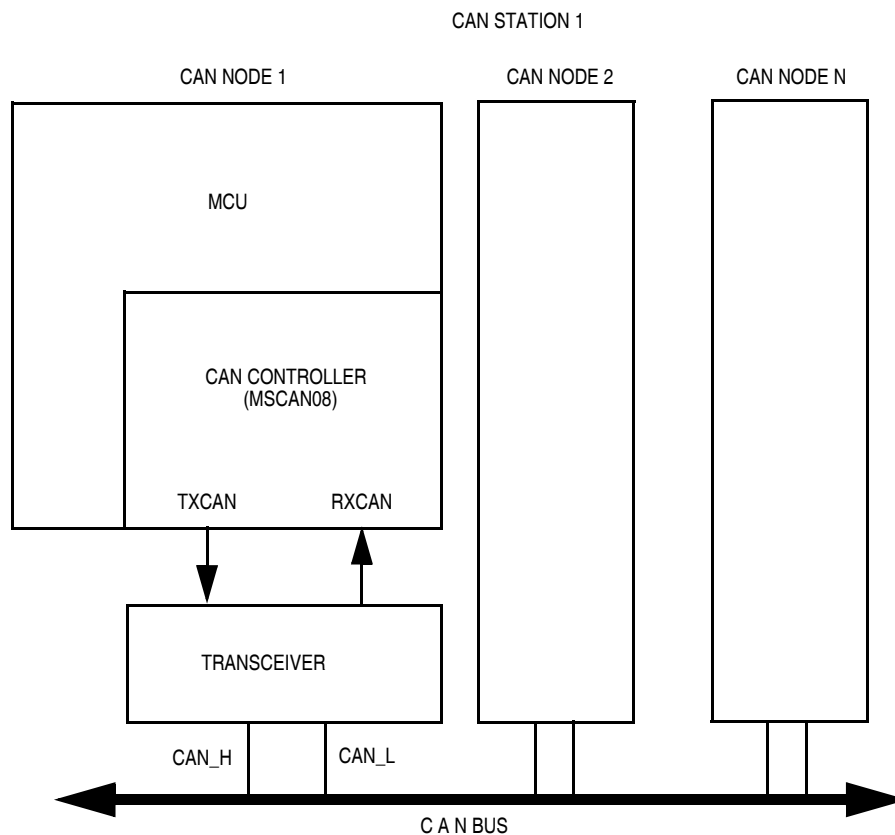 CAN STATION 1
CAN NODE 1
CAN NODE 2
CAN NODE N
MCU
CAN CONTROLLER
(MSCAN08)
TXCAN
RXCAN
TRANSCEIVER
CAN_H
CAN_L
C A N BUS